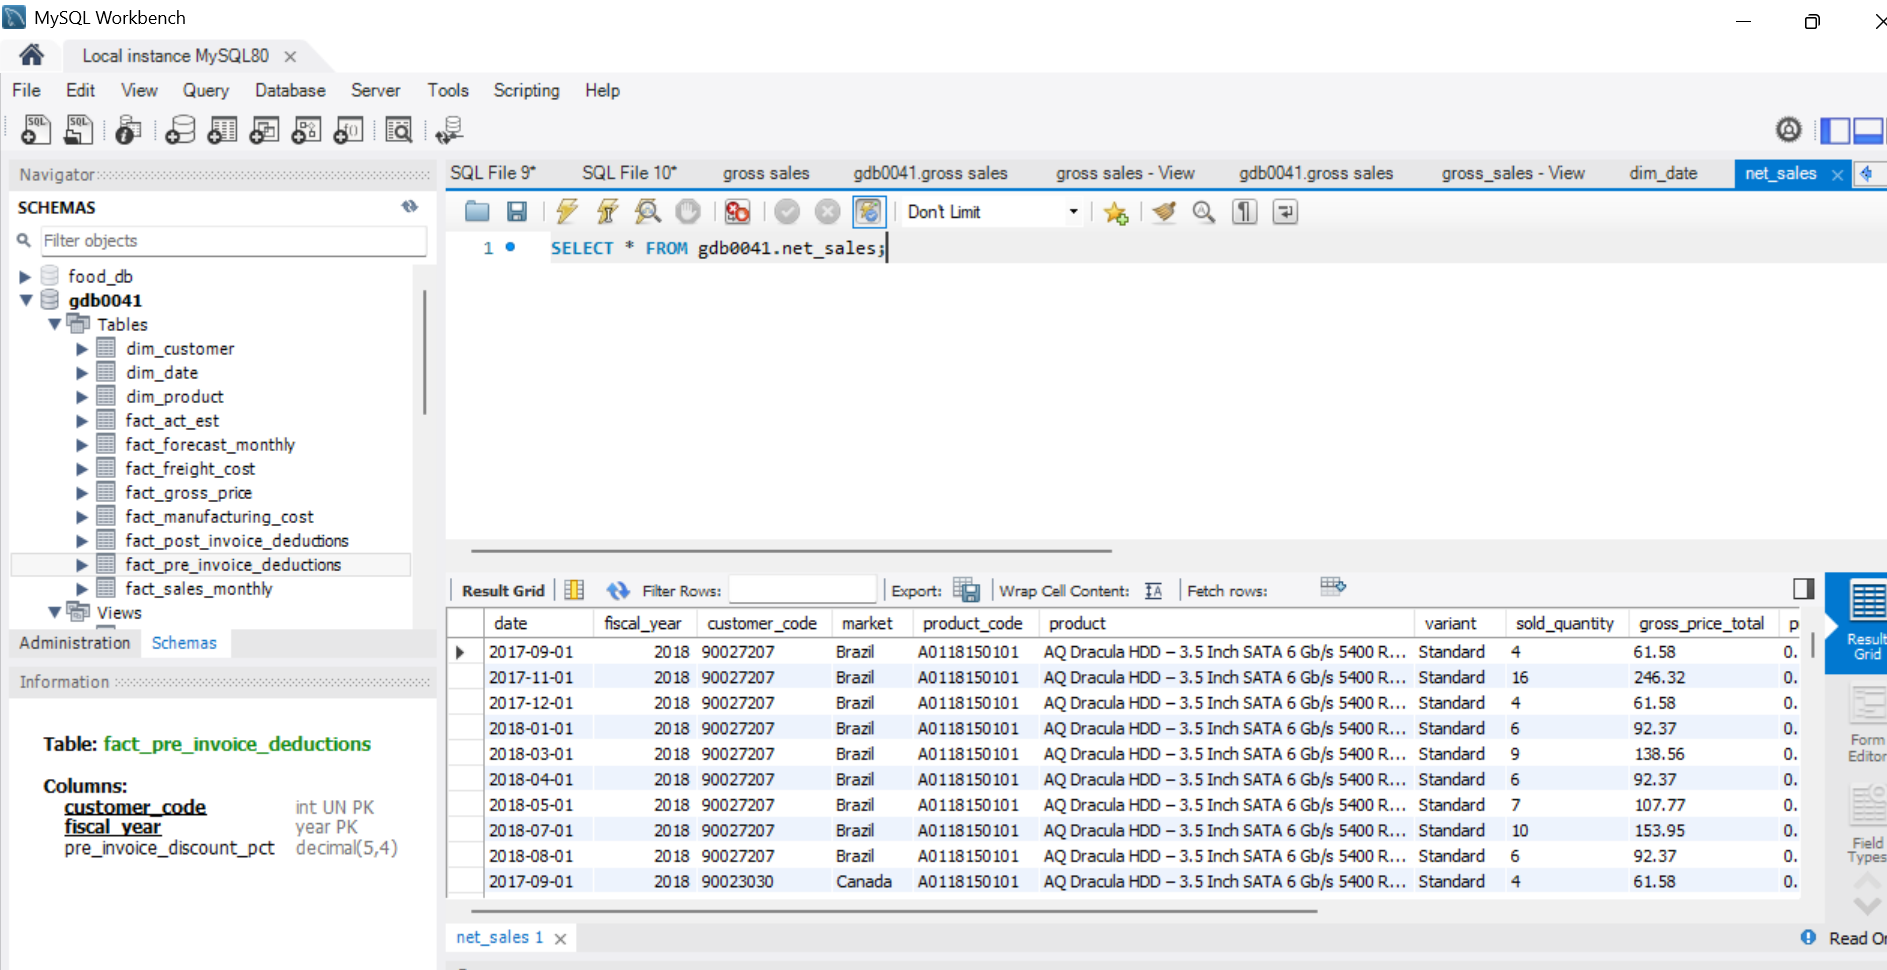 MySQL Workbench
Local instance MySQL80
File Edit View Query Database Server Tools Scripting Help
Navigator
SCHEMAS
Filter objects
food_db
gdb0041
Tables
dim_customer
dim_date
dim_product
fact_act_est
fact_forecast_monthly
fact_freight_cost
fact_gross_price
fact_manufacturing_cost
fact_post_invoice_deductions
fact_pre_invoice_deductions
fact_sales_monthly
Views
Administration Schemas
Information
Table: fact_pre_invoice_deductions
Columns:
customer_code int UN PK
fiscal_year year PK
pre_invoice_discount_pct decimal(5,4)
SQL File 9* SQL File 10* gross sales gdb0041.gross sales gross sales - View gdb0041.gross sales gross_sales - View dim_date net_sales
Don't Limit
1 SELECT * FROM gdb0041.net_sales;
Result Grid Filter Rows: Export: Wrap Cell Content: Fetch rows:
date fiscal_year customer_code market product_code product variant sold_quantity gross_price_total
2017-09-01 2018 90027207 Brazil A0118150101 AQ Dracula HDD – 3.5 Inch SATA 6 Gb/s 5400 R... Standard 4 61.58 0.
2017-11-01 2018 90027207 Brazil A0118150101 AQ Dracula HDD – 3.5 Inch SATA 6 Gb/s 5400 R... Standard 16 246.32 0.
2017-12-01 2018 90027207 Brazil A0118150101 AQ Dracula HDD – 3.5 Inch SATA 6 Gb/s 5400 R... Standard 4 61.58 0.
2018-01-01 2018 90027207 Brazil A0118150101 AQ Dracula HDD – 3.5 Inch SATA 6 Gb/s 5400 R... Standard 6 92.37 0.
2018-03-01 2018 90027207 Brazil A0118150101 AQ Dracula HDD – 3.5 Inch SATA 6 Gb/s 5400 R... Standard 9 138.56 0.
2018-04-01 2018 90027207 Brazil A0118150101 AQ Dracula HDD – 3.5 Inch SATA 6 Gb/s 5400 R... Standard 6 92.37 0.
2018-05-01 2018 90027207 Brazil A0118150101 AQ Dracula HDD – 3.5 Inch SATA 6 Gb/s 5400 R... Standard 7 107.77 0.
2018-07-01 2018 90027207 Brazil A0118150101 AQ Dracula HDD – 3.5 Inch SATA 6 Gb/s 5400 R... Standard 10 153.95 0.
2018-08-01 2018 90027207 Brazil A0118150101 AQ Dracula HDD – 3.5 Inch SATA 6 Gb/s 5400 R... Standard 6 92.37 0.
2017-09-01 2018 90023030 Canada A0118150101 AQ Dracula HDD – 3.5 Inch SATA 6 Gb/s 5400 R... Standard 4 61.58 0.
Result
Grid
Form
Editor
Field
Types
net_sales 1
Read